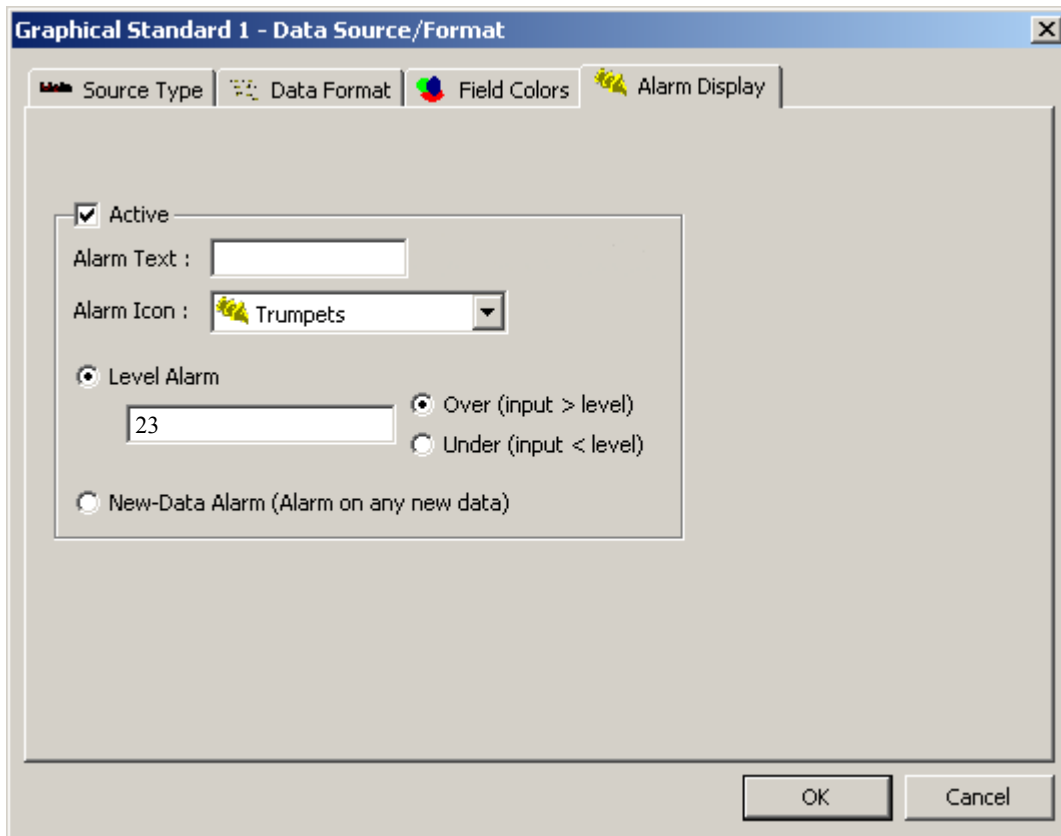 Graphical Standard 1 - Data Source/Format
Source Type Data Format Field Colors Alarm Display
Active
Alarm Text :
Alarm Icon : Trumpets
Level Alarm
23
Over (input > level)
Under (input < level)
New-Data Alarm (Alarm on any new data)
OK Cancel